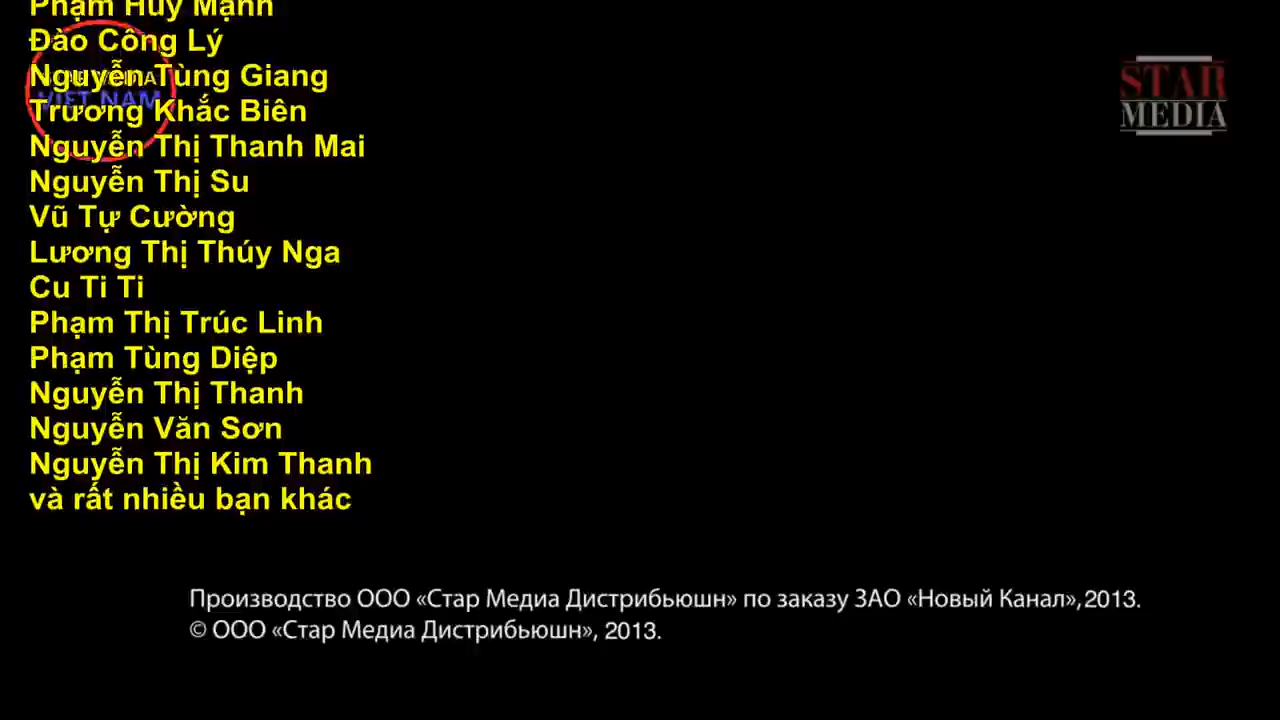 Phạm Huy Mạnh
Đào Công Lý
Nguyễn Tùng Giang
Trương Khắc Biên
Nguyễn Thị Thanh Mai
Nguyễn Thị Su
Vũ Tự Cường
Lương Thị Thúy Nga
Cu Ti Ti
Phạm Thị Trúc Linh
Phạm Tùng Diệp
Nguyễn Thị Thanh
Nguyễn Văn Sơn
Nguyễn Thị Kim Thanh
và rất nhiều bạn khác
MEDIA
VIỆT NAM
STAR
MEDIA
Производство ООО «Стар Медиа Дистрибьюшн» по заказу ЗАО «Новый Канал», 2013.
© ООО «Стар Медиа Дистрибьюшн», 2013.